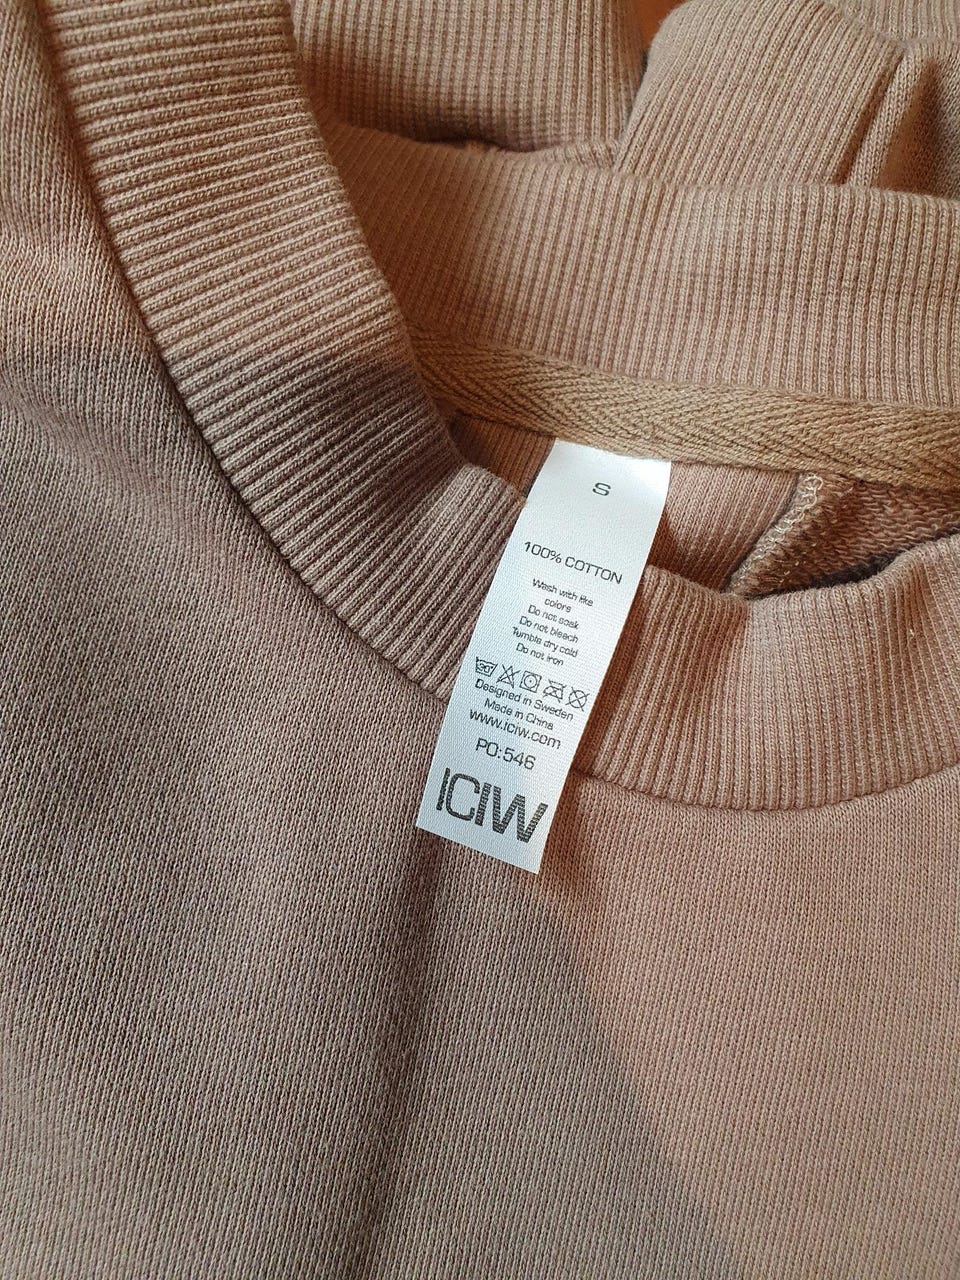 S
100% COTTON
Wash with like
colors
Do not soak
Do not bleach
Tumble dry cold
Do not iron
30
Designed in Sweden
Made in China
www.iciw.com
PO:546
ICIW